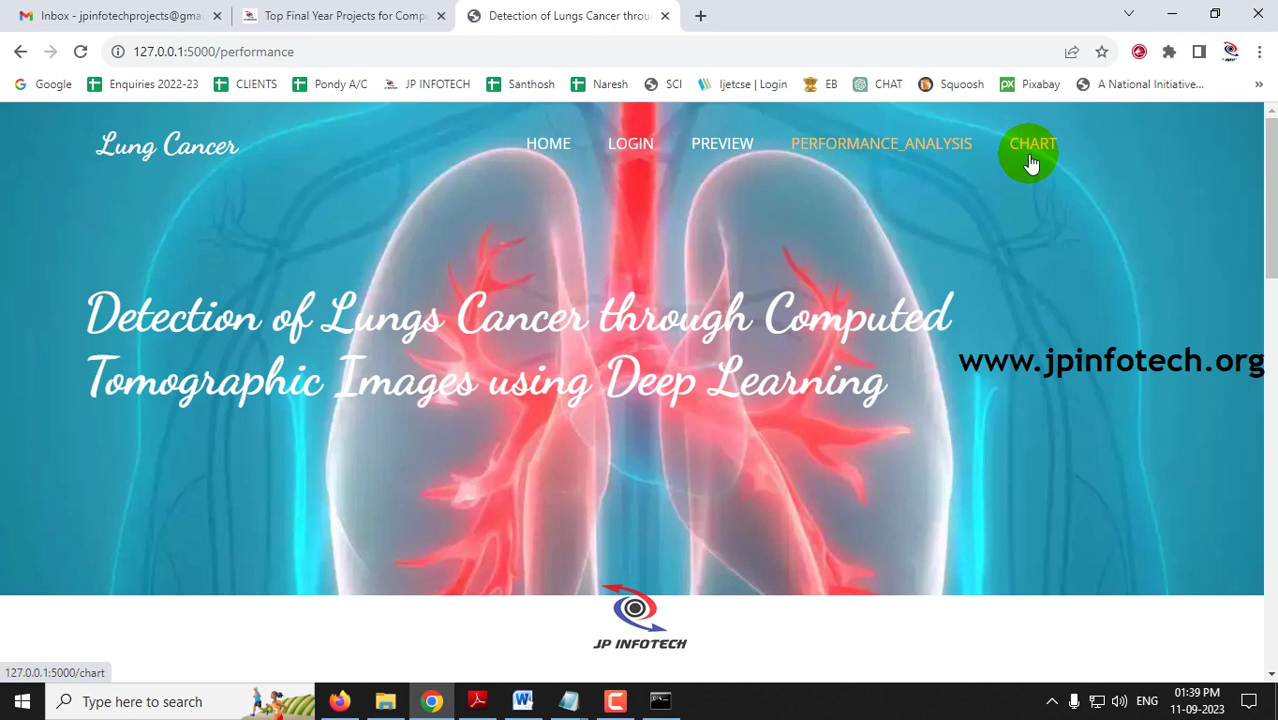 Inbox - jpinfotechprojects@gmai
Top Final Year Projects for Compu
Detection of Lungs Cancer throu
127.0.0.1:5000/performance
Google
Enquiries 2022-23
CLIENTS
Pondy A/C
JP INFOTECH
Santhosh
Naresh
SCI
Ijetcse | Login
EB
CHAT
Squoosh
Pixabay
A National Initiative...
Lung Cancer
HOME
LOGIN
PREVIEW
PERFORMANCE_ANALYSIS
CHART
Detection of Lungs Cancer through Computed
Tomographic Images using Deep Learning
www.jpinfotech.org
JP INFOTECH
127.0.0.1:5000/chart
Type here to search
ENG
01:39 PM
11-09-2023